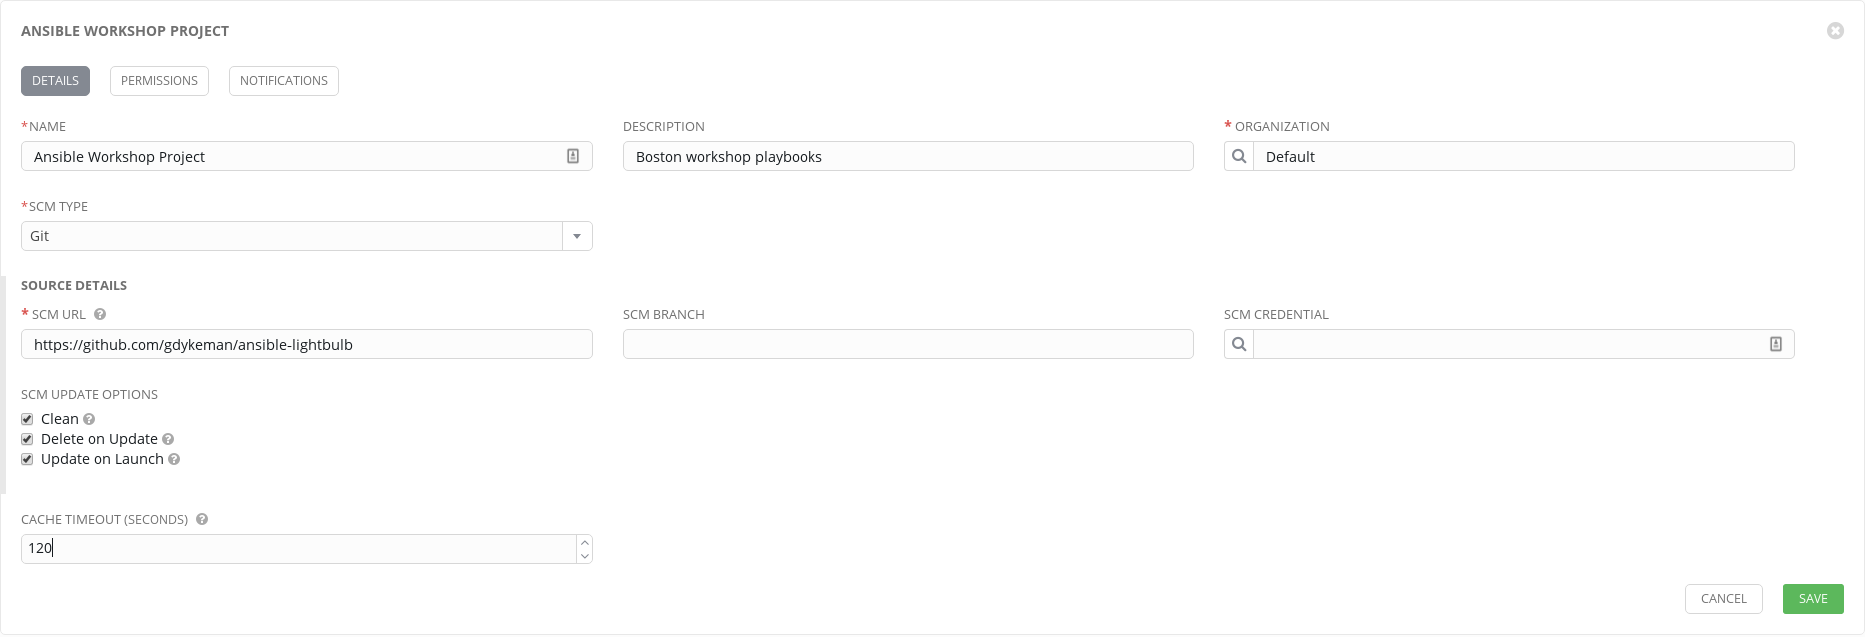 ANSIBLE WORKSHOP PROJECT
DETAILS PERMISSIONS NOTIFICATIONS
*NAME DESCRIPTION * ORGANIZATION
Ansible Workshop Project Boston workshop playbooks Default
*SCM TYPE
Git
SOURCE DETAILS
* SCM URL ? SCM BRANCH SCM CREDENTIAL
https://github.com/gdykeman/ansible-lightbulb
SCM UPDATE OPTIONS
Clean ?
Delete on Update ?
Update on Launch ?
CACHE TIMEOUT (SECONDS) ?
120
CANCEL SAVE